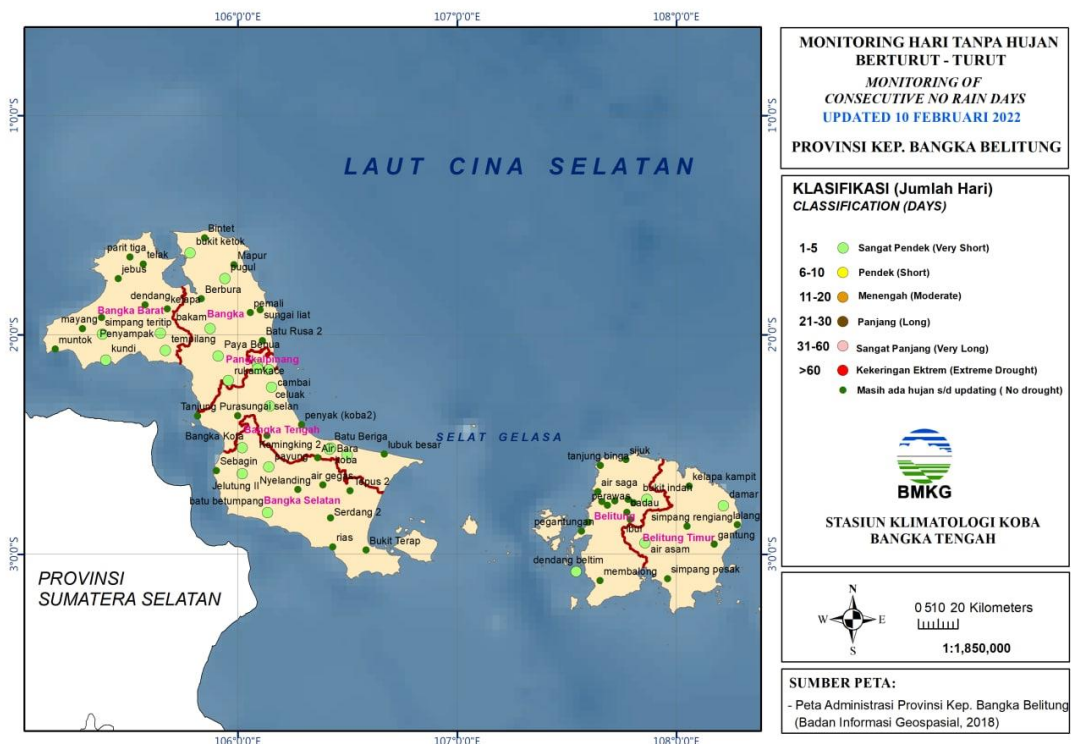 106°0'0"E
107°0'0"E
108°0'0"E
1°0'0"S
1°0'0"S
2°0'0"S
2°0'0"S
3°0'0"S
3°0'0"S
LAUT CINA SELATAN
Bintet
bukit ketok
parit tiga
telak
Mapur
pugul
jebus
Berbura
dendang
kelapa
pemali
Bangka Barat
bakam
Bangka
sungai liat
mayang
simpang teritip
Penyampak
tempilang
Batu Rusa 2
Paya Benua
muntok
kundi
Pangkalpinang
rukamkace
cambai
celuak
Tanjung Pura
sungai selan
penyak (koba2)
Bangka Tengah
SELAT GELASA
Bangka Kota
Kemingking 2
Batu Beriga
Air Bara
lubuk besar
Sebagin
payung
koba
Jelutung II
Nyelanding
air gegas
Tepus 2
batu betumpang
Bangka Selatan
Serdang 2
rias
Bukit Terap
sijuk
tanjung binga
kelapa kampit
air saga
bukit indah
damar
perawas
badau
pegantungan
Belitung
simpang rengiang
lalang
ibul
Belitung Timur
gantung
air asam
dendang beltim
membalong
simpang pesak
PROVINSI
SUMATERA SELATAN
106°0'0"E
107°0'0"E
108°0'0"E
MONITORING HARI TANPA HUJAN
BERTURUT - TURUT
MONITORING OF
CONSECUTIVE NO RAIN DAYS
UPDATED 10 FEBRUARI 2022
PROVINSI KEP. BANGKA BELITUNG
KLASIFIKASI (Jumlah Hari)
CLASSIFICATION (DAYS)
1-5 Sangat Pendek (Very Short)
6-10 Pendek (Short)
11-20 Menengah (Moderate)
21-30 Panjang (Long)
31-60 Sangat Panjang (Very Long)
>60 Kekeringan Ektrem (Extreme Drought)
Masih ada hujan s/d updating ( No drought)
BMKG
STASIUN KLIMATOLOGI KOBA
BANGKA TENGAH
N
W E
S
0 5 10 20 Kilometers
1:1,850,000
SUMBER PETA:
- Peta Administrasi Provinsi Kep. Bangka Belitung
(Badan Informasi Geospasial, 2018)